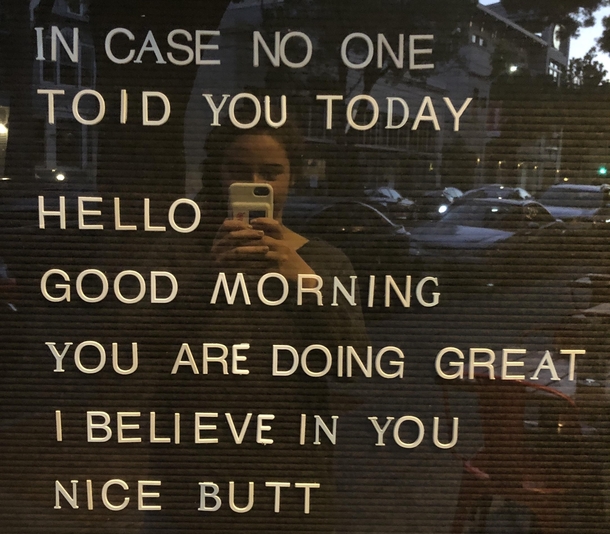 IN CASE NO ONE
TOID YOU TODAY
HELLO
GOOD MORNING
YOU ARE DOING GREAT
I BELIEVE IN YOU
NICE BUTT